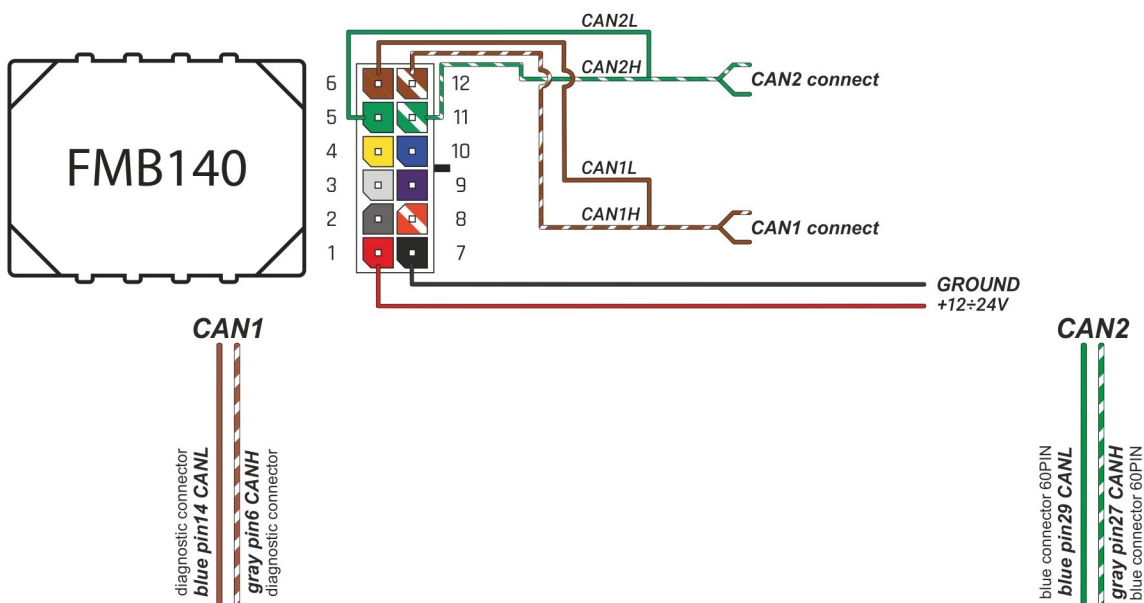 CAN2L
CAN2H
CAN2 connect
FMB140
6 12
5 11
4 10
3 9
2 8
1 7
CAN1L
CAN1H
CAN1 connect
GROUND
+12÷24V
CAN1
diagnostic connector
blue pin14 CANL
gray pin6 CANH
diagnostic connector
CAN2
blue connector 60PIN
blue pin29 CANL
gray pin27 CANH
blue connector 60PIN